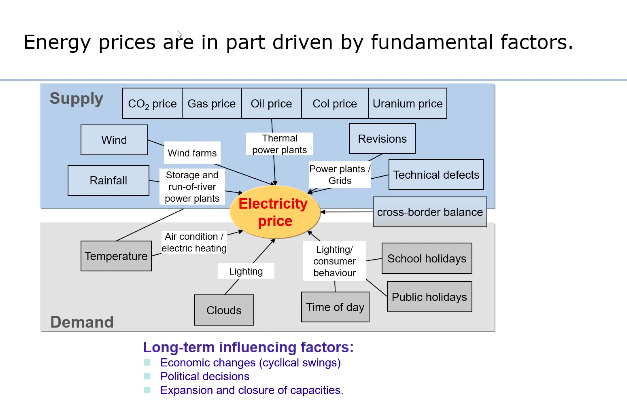 Energy prices are in part driven by fundamental factors.
Supply
CO2 price
Gas price
Oil price
Col price
Uranium price
Wind
Wind farms
Thermal
power plants
Revisions
Rainfall
Storage and
run-of-river
power plants
Power plants /
Grids
Technical defects
Electricity
price
cross-border balance
Temperature
Air condition /
electric heating
Lighting
Lighting/
consumer
behaviour
School holidays
Public holidays
Clouds
Time of day
Demand
Long-term influencing factors:
Economic changes (cyclical swings)
Political decisions
Expansion and closure of capacities.